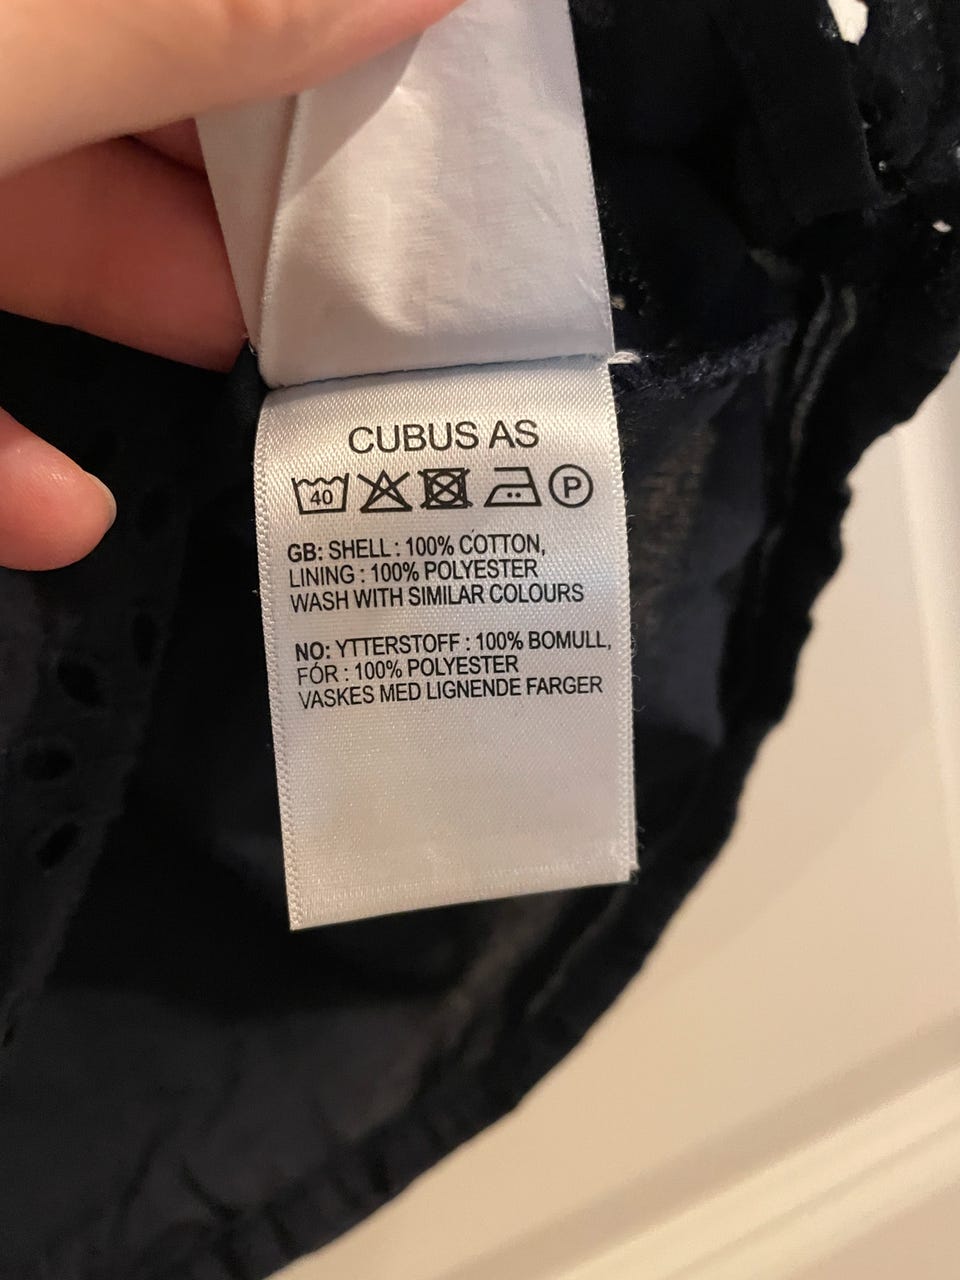 CUBUS AS
40 P
GB: SHELL : 100% COTTON,
LINING : 100% POLYESTER
WASH WITH SIMILAR COLOURS
NO: YTTERSTOFF : 100% BOMULL,
FÓR : 100% POLYESTER
VASKES MED LIGNENDE FARGER